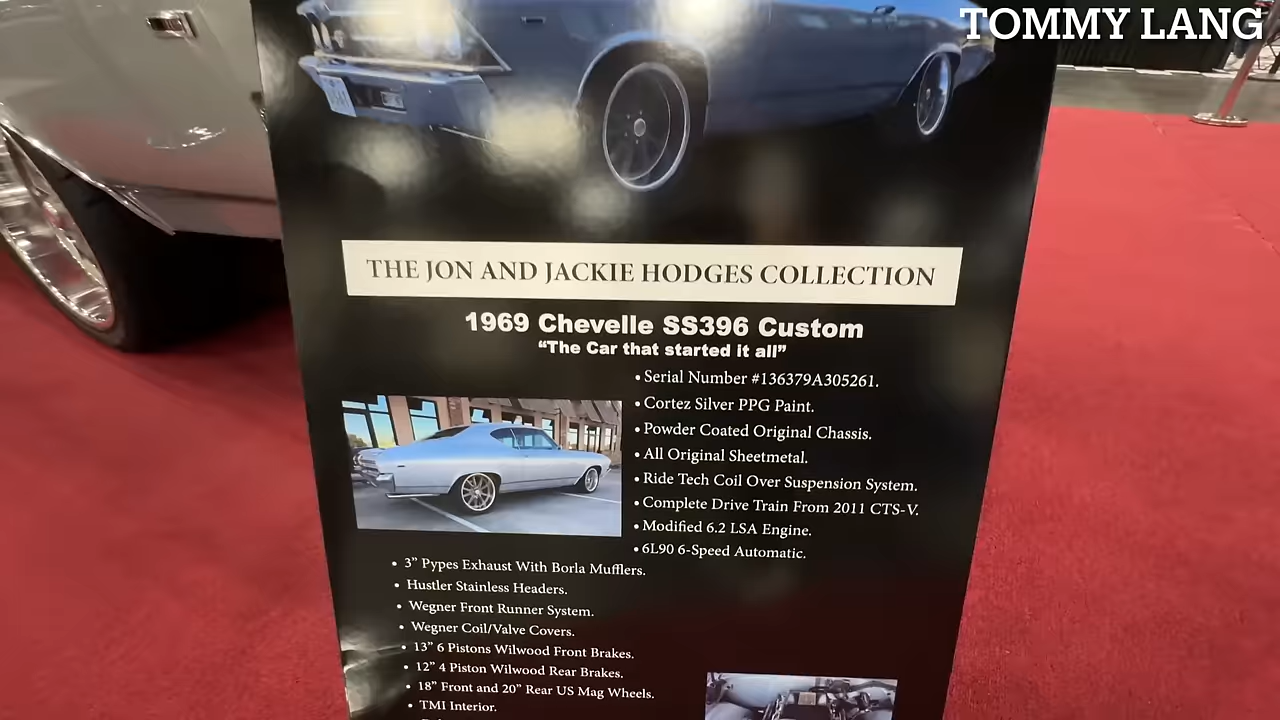 TOMMY LANG
THE JON AND JACKIE HODGES COLLECTION
1969 Chevelle SS396 Custom
“The Car that started it all”
• Serial Number #136379A305261.
• Cortez Silver PPG Paint.
• Powder Coated Original Chassis.
• All Original Sheetmetal.
• Ride Tech Coil Over Suspension System.
• Complete Drive Train From 2011 CTS-V.
• Modified 6.2 LSA Engine.
• 6L90 6-Speed Automatic.
• 3” Pypes Exhaust With Borla Mufflers.
• Hustler Stainless Headers.
• Wegner Front Runner System.
• Wegner Coil/Valve Covers.
• 13” 6 Pistons Wilwood Front Brakes.
• 12” 4 Piston Wilwood Rear Brakes.
• 18” Front and 20” Rear US Mag Wheels.
• TMI Interior.